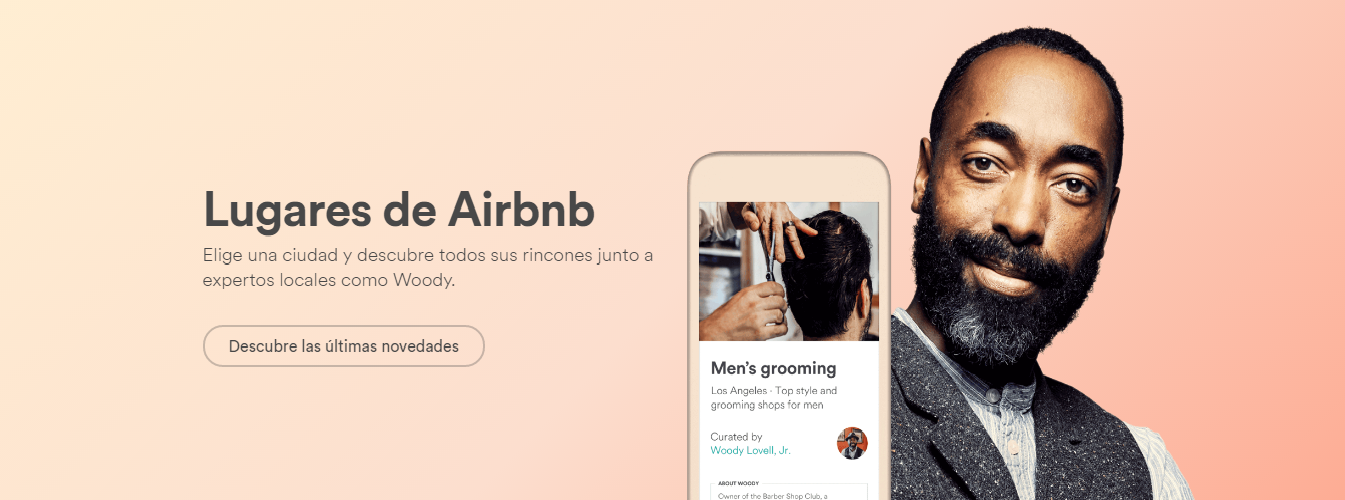 Lugares de Airbnb
Elige una ciudad y descubre todos sus rincones junto a
expertos locales como Woody.
Descubre las últimas novedades
Men's grooming
Los Angeles · Top style and
grooming shops for men
Curated by
Woody Lovell, Jr.
ABOUT WOODY
Owner of the Barber Shop Club, a